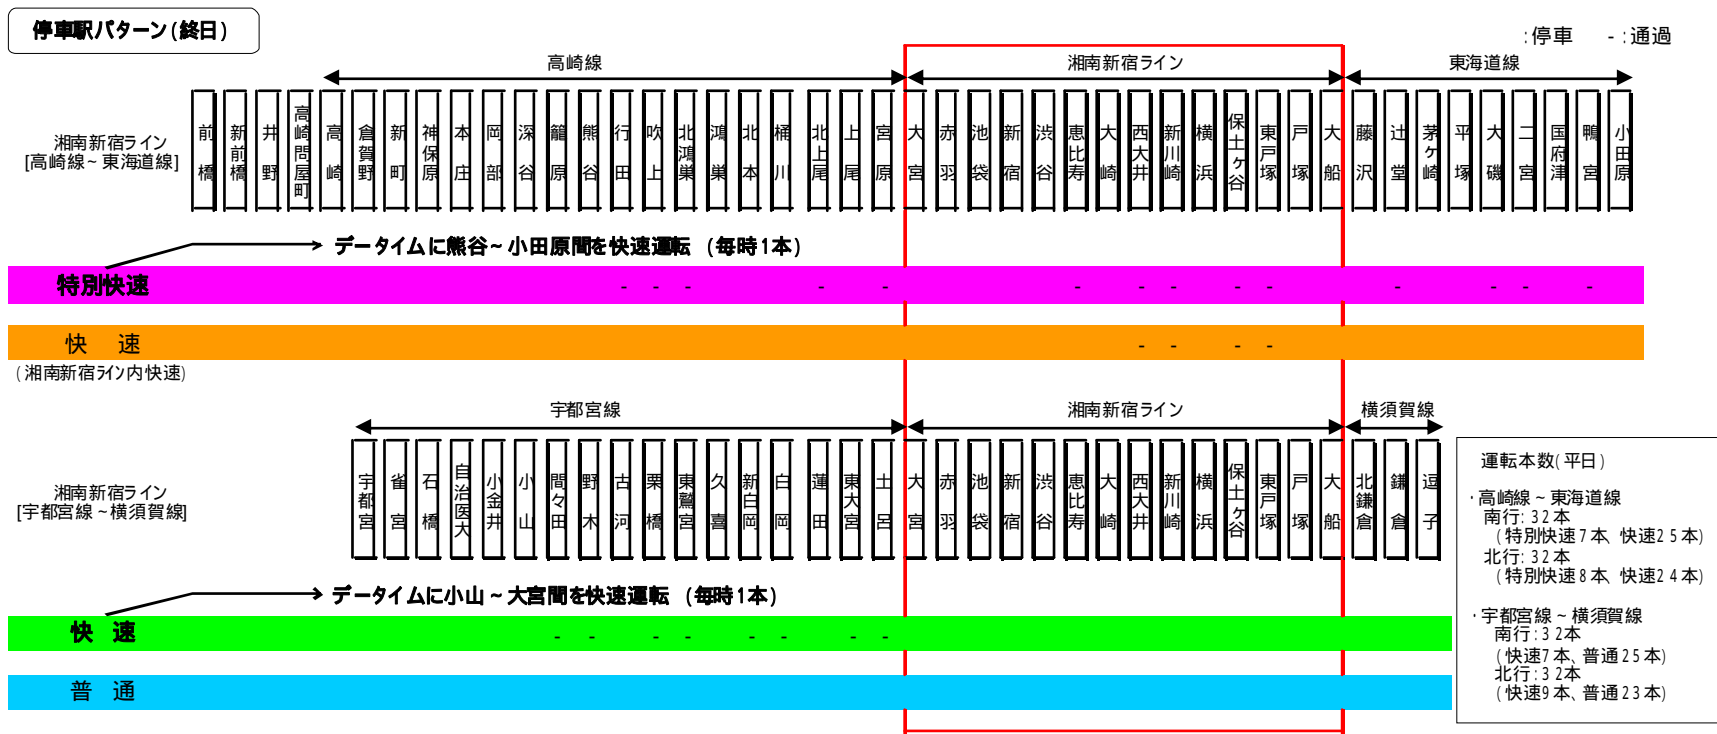 停車駅パターン(終日)
:停車 -:通過
高崎線 湘南新宿ライン 東海道線
湘南新宿ライン
[高崎線~東海道線]
前橋 新前橋 井野 高崎問屋町 高崎 倉賀野 新町 神保原 本庄 岡部 深谷 籠原 熊谷 行田 吹上 北鴻巣 鴻巣 北本 桶川 北上尾 上尾 宮原 大宮 赤羽 池袋 新宿 渋谷 恵比寿 大崎 西大井 新川崎 横浜 保土ヶ谷 東戸塚 戸塚 大船 藤沢 辻堂 茅ヶ崎 平塚 大磯 二宮 国府津 鴨宮 小田原
データイムに熊谷~小田原間を快速運転 (毎時1本)
特別快速 - - - - - - - - - - - - - -
快 速 - - - -
(湘南新宿ライン内快速)
宇都宮線 湘南新宿ライン 横須賀線
湘南新宿ライン
[宇都宮線~横須賀線]
宇都宮 雀宮 石橋 自治医大 小金井 小山 間々田 野木 古河 栗橋 東鷲宮 久喜 新白岡 白岡 蓮田 東大宮 土呂 大宮 赤羽 池袋 新宿 渋谷 恵比寿 大崎 西大井 新川崎 横浜 保土ヶ谷 東戸塚 戸塚 大船 北鎌倉 鎌倉 逗子
データイムに小山~大宮間を快速運転 (毎時1本)
快 速 - - - - - - - -
普 通
運転本数(平日)
・高崎線~東海道線
南行:32本
(特別快速7本、快速25本)
北行:32本
(特別快速8本、快速24本)
・宇都宮線~横須賀線
南行:32本
(快速7本、普通25本)
北行:32本
(快速9本、普通23本)